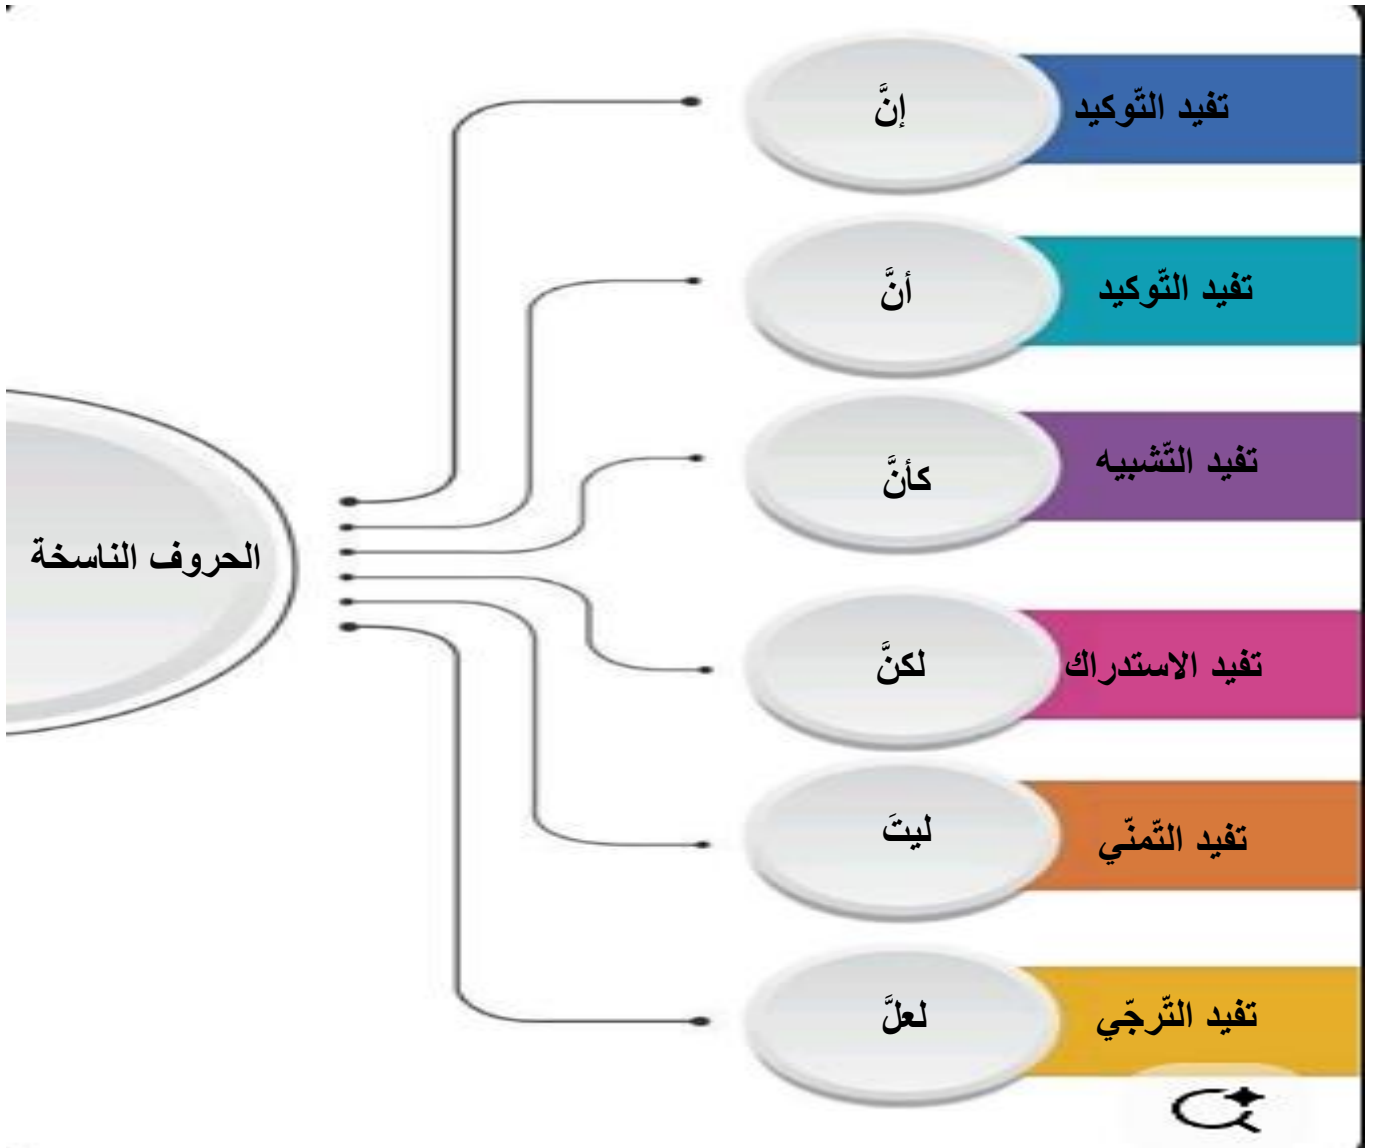 الحروف الناسخة
إنَّ
تفيد التّوكيد
أنَّ
تفيد التّوكيد
كأنَّ
تفيد التّشبيه
لكنَّ
تفيد الاستدراك
ليتَ
تفيد التّمنّي
لعلَّ
تفيد التّرجّي